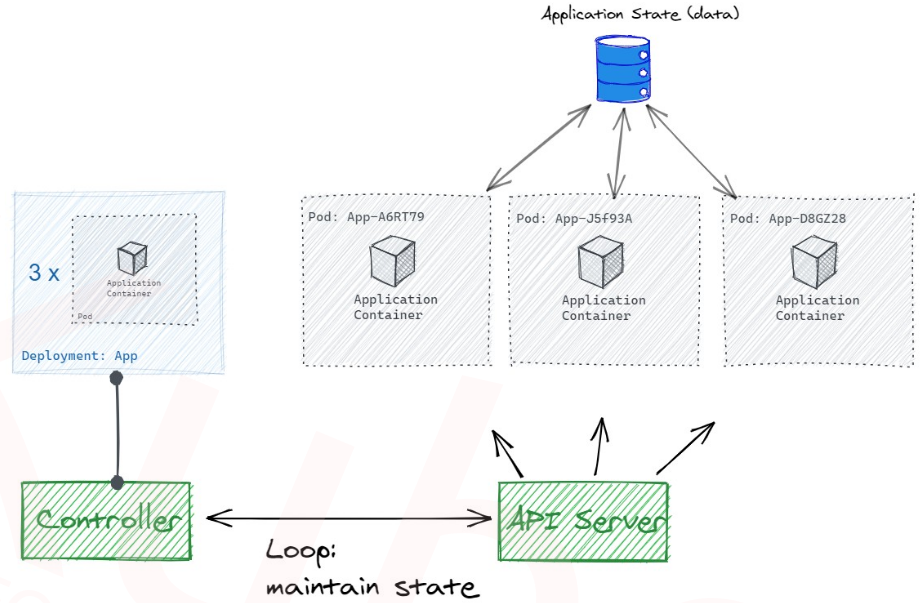 Application State (data)
3 x
Application
Container
Pod
Deployment: App
Pod: App-A6RT79
Application
Container
Pod: App-J5f93A
Application
Container
Pod: App-D8GZ28
Application
Container
Controller
API Server
Loop:
maintain state